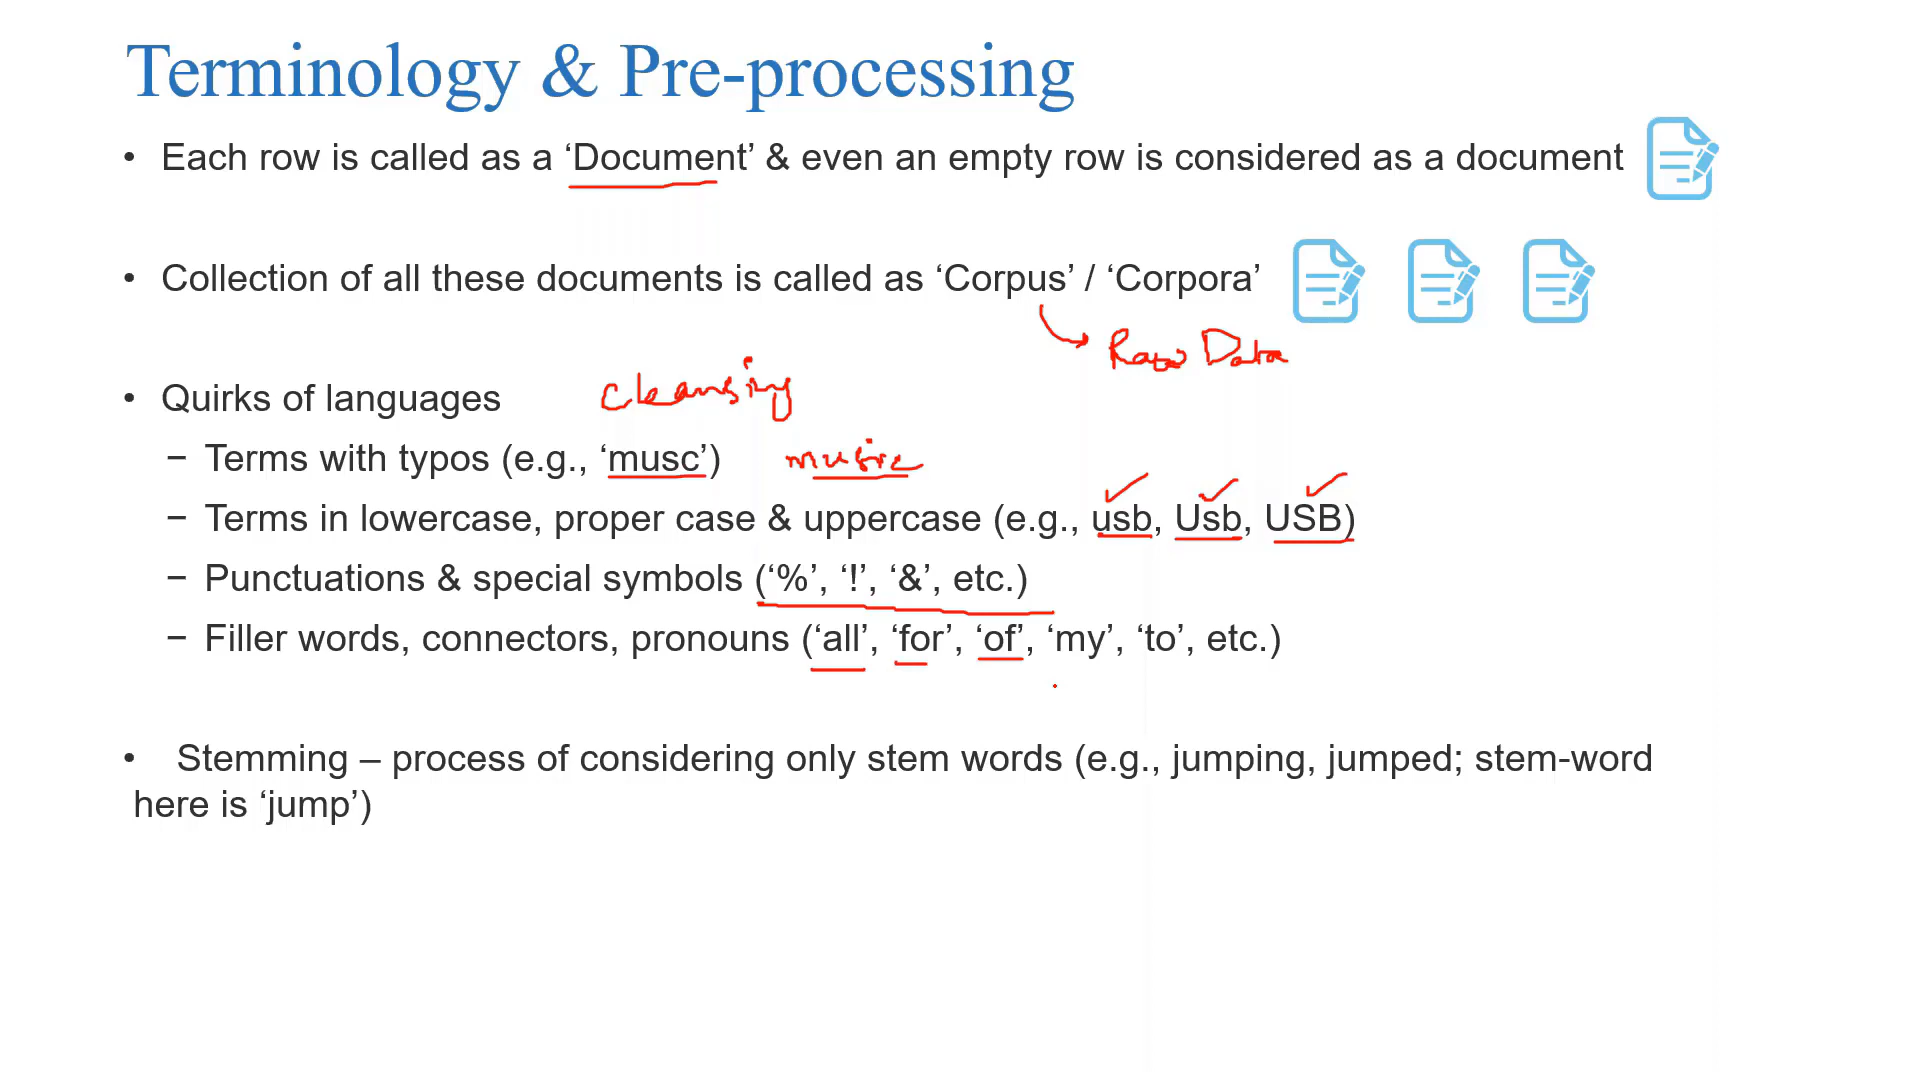 Terminology & Pre-processing
• Each row is called as a ‘Document’ & even an empty row is considered as a document
• Collection of all these documents is called as ‘Corpus’ / ‘Corpora’
Raw Data
• Quirks of languages cleansing
− Terms with typos (e.g., ‘musc’) music
− Terms in lowercase, proper case & uppercase (e.g., usb, Usb, USB)
− Punctuations & special symbols (‘%’, ‘!’, ‘&’, etc.)
− Filler words, connectors, pronouns (‘all’, ‘for’, ‘of’, ‘my’, ‘to’, etc.)
• Stemming – process of considering only stem words (e.g., jumping, jumped; stem-word
here is ‘jump’)